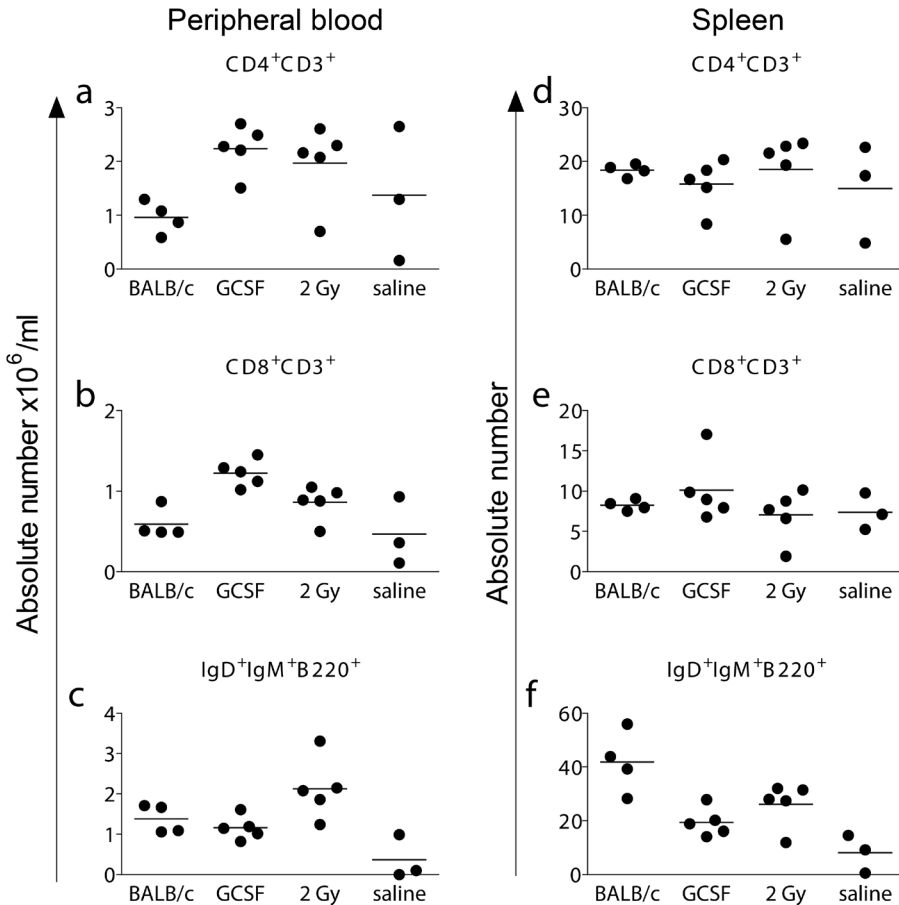 Peripheral blood
Spleen
Absolute number x10⁶/ml
a
CD4⁺CD3⁺
3
2
1
0
BALB/c GCSF 2 Gy saline
b
CD8⁺CD3⁺
2
1
0
BALB/c GCSF 2 Gy saline
c
IgD⁺IgM⁺B220⁺
4
3
2
1
0
BALB/c GCSF 2 Gy saline
Absolute number
d
CD4⁺CD3⁺
30
20
10
0
BALB/c GCSF 2 Gy saline
e
CD8⁺CD3⁺
20
15
10
5
0
BALB/c GCSF 2 Gy saline
f
IgD⁺IgM⁺B220⁺
60
40
20
0
BALB/c GCSF 2 Gy saline